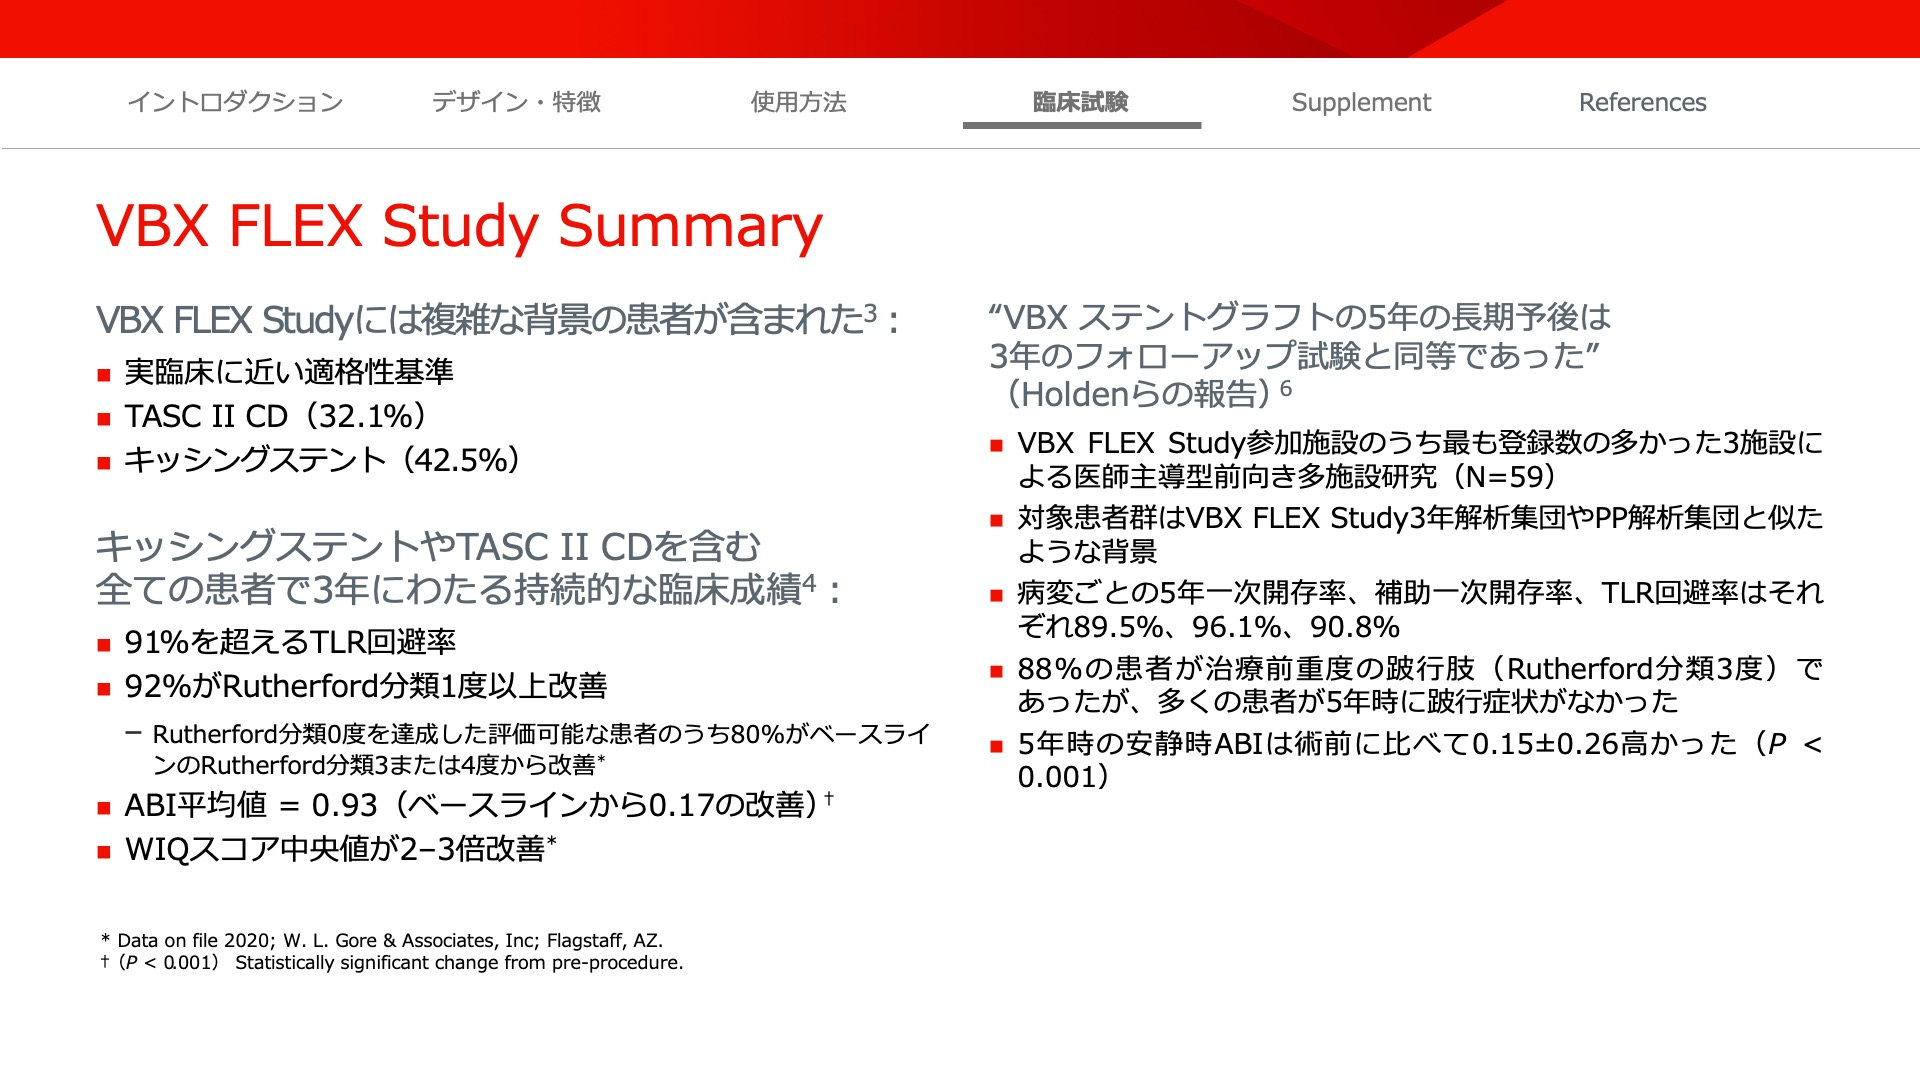 イントロダクション
デザイン・特徴
使用方法
臨床試験
Supplement
References
VBX FLEX Study Summary
VBX FLEX Studyには複雑な背景の患者が含まれた3：
■ 実臨床に近い適格性基準
■ TASC II CD（32.1%）
■ キッシングステント（42.5%）
キッシングステントやTASC II CDを含む
全ての患者で3年にわたる持続的な臨床成績4：
■ 91%を超えるTLR回避率
■ 92%がRutherford分類1度以上改善
− Rutherford分類0度を達成した評価可能な患者のうち80%がベースライ
ンのRutherford分類3または4度から改善*
■ ABI平均値 = 0.93（ベースラインから0.17の改善）†
■ WIQスコア中央値が2–3倍改善*
* Data on file 2020; W. L. Gore & Associates, Inc; Flagstaff, AZ.
†（P < 0.001） Statistically significant change from pre-procedure.
“VBX ステントグラフトの5年の長期予後は
3年のフォローアップ試験と同等であった”
（Holdenらの報告）6
■ VBX FLEX Study参加施設のうち最も登録数の多かった3施設に
よる医師主導型前向き多施設研究（N=59）
■ 対象患者群はVBX FLEX Study3年解析集団やPP解析集団と似た
ような背景
■ 病変ごとの5年一次開存率、補助一次開存率、TLR回避率はそれ
ぞれ89.5%、96.1%、90.8%
■ 88%の患者が治療前重度の跛行肢（Rutherford分類3度）で
あったが、多くの患者が5年時に跛行症状がなかった
■ 5年時の安静時ABIは術前に比べて0.15±0.26高かった（P <
0.001）